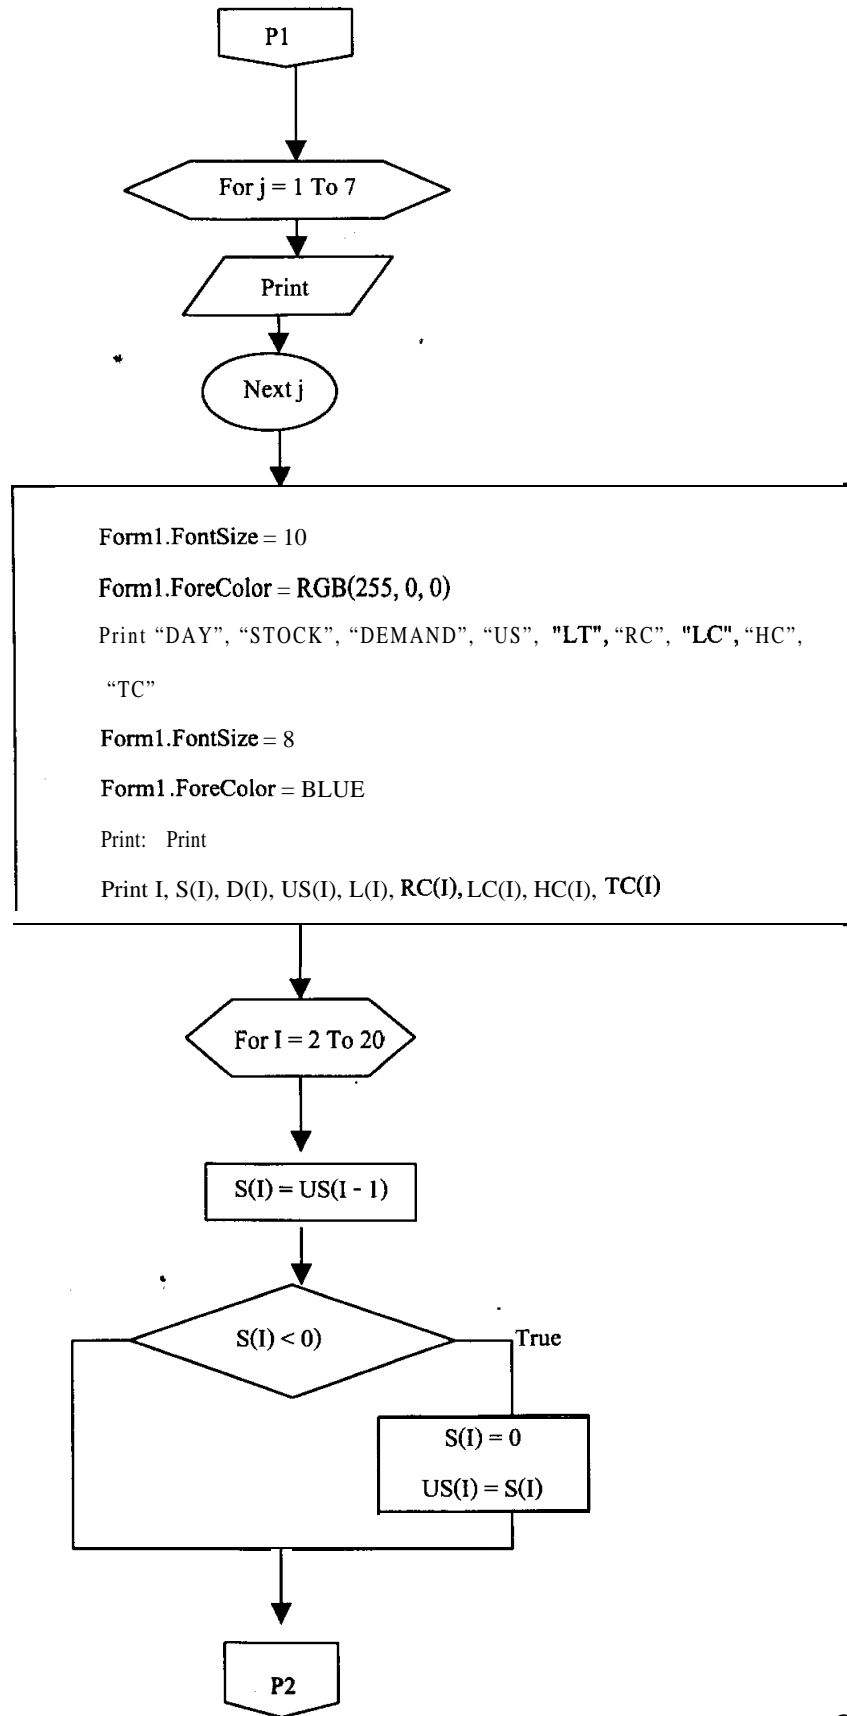 P1
For j = 1 To 7
Print
Next j
Form1.FontSize = 10
Form1.ForeColor = RGB(255, 0, 0)
Print “DAY”, “STOCK”, “DEMAND”, “US”, "LT", “RC”, "LC", “HC”,
“TC”
Form1.FontSize = 8
Form1.ForeColor = BLUE
Print: Print
Print I, S(I), D(I), US(I), L(I), RC(I), LC(I), HC(I), TC(I)
For I = 2 To 20
S(I) = US(I - 1)
S(I) < 0)
True
S(I) = 0
US(I) = S(I)
P2